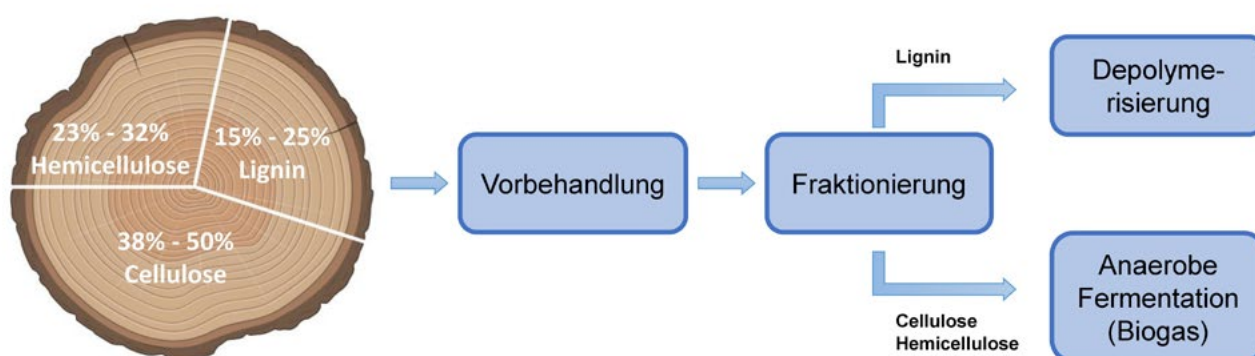 23% - 32%
Hemicellulose
15% - 25%
Lignin
38% - 50%
Cellulose
Vorbehandlung
Fraktionierung
Lignin
Depolyme-
risierung
Cellulose
Hemicellulose
Anaerobe
Fermentation
(Biogas)